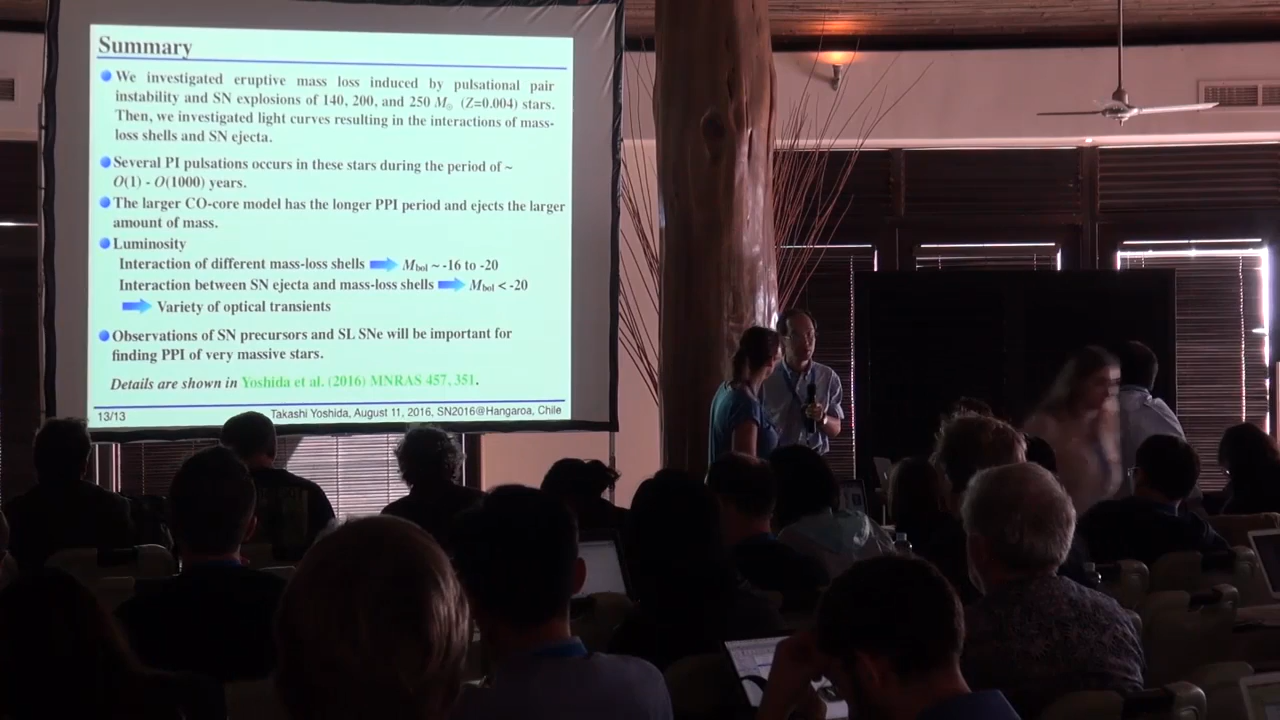 Summary
We investigated eruptive mass loss induced by pulsational pair
instability and SN explosions of 140, 200, and 250 M☉ (Z=0.004) stars.
Then, we investigated light curves resulting in the interactions of mass-
loss shells and SN ejecta.
Several PI pulsations occurs in these stars during the period of ~
O(1) - O(1000) years.
The larger CO-core model has the longer PPI period and ejects the larger
amount of mass.
Luminosity
Interaction of different mass-loss shells Mbol ~ -16 to -20
Interaction between SN ejecta and mass-loss shells Mbol < -20
Variety of optical transients
Observations of SN precursors and SL SNe will be important for
finding PPI of very massive stars.
Details are shown in Yoshida et al. (2016) MNRAS 457, 351.
13/13 Takashi Yoshida, August 11, 2016, SN2016@Hangaroa, Chile